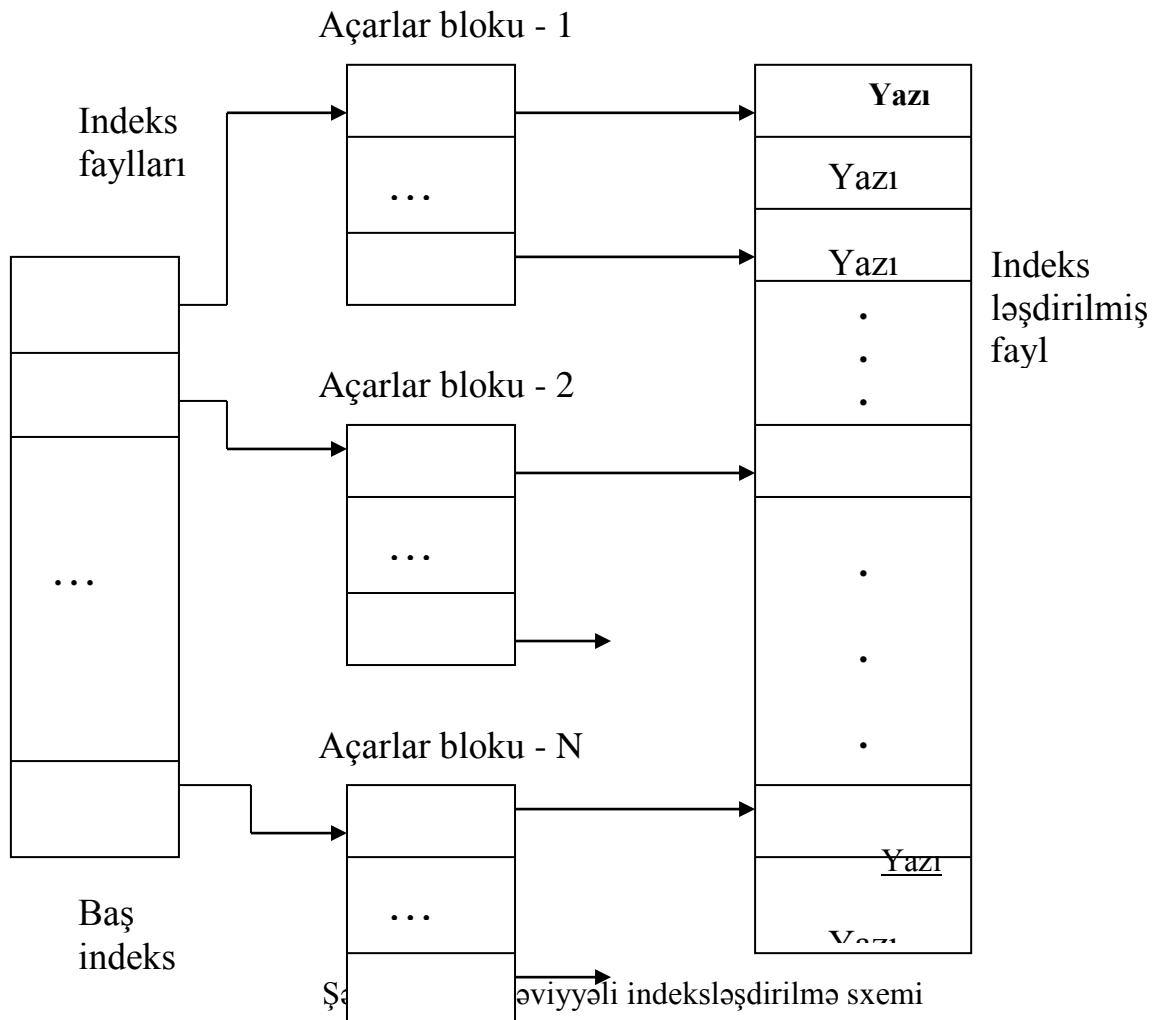 Açarlar bloku - 1
Indeks
faylları
Yazı
...
Yazı
Yazı
Indeks
ləşdirilmiş
fayl
Açarlar bloku - 2
...
...
Açarlar bloku - N
Yazı
...
Yazı
Baş
indeks
indeksləşdirilmə sxemi